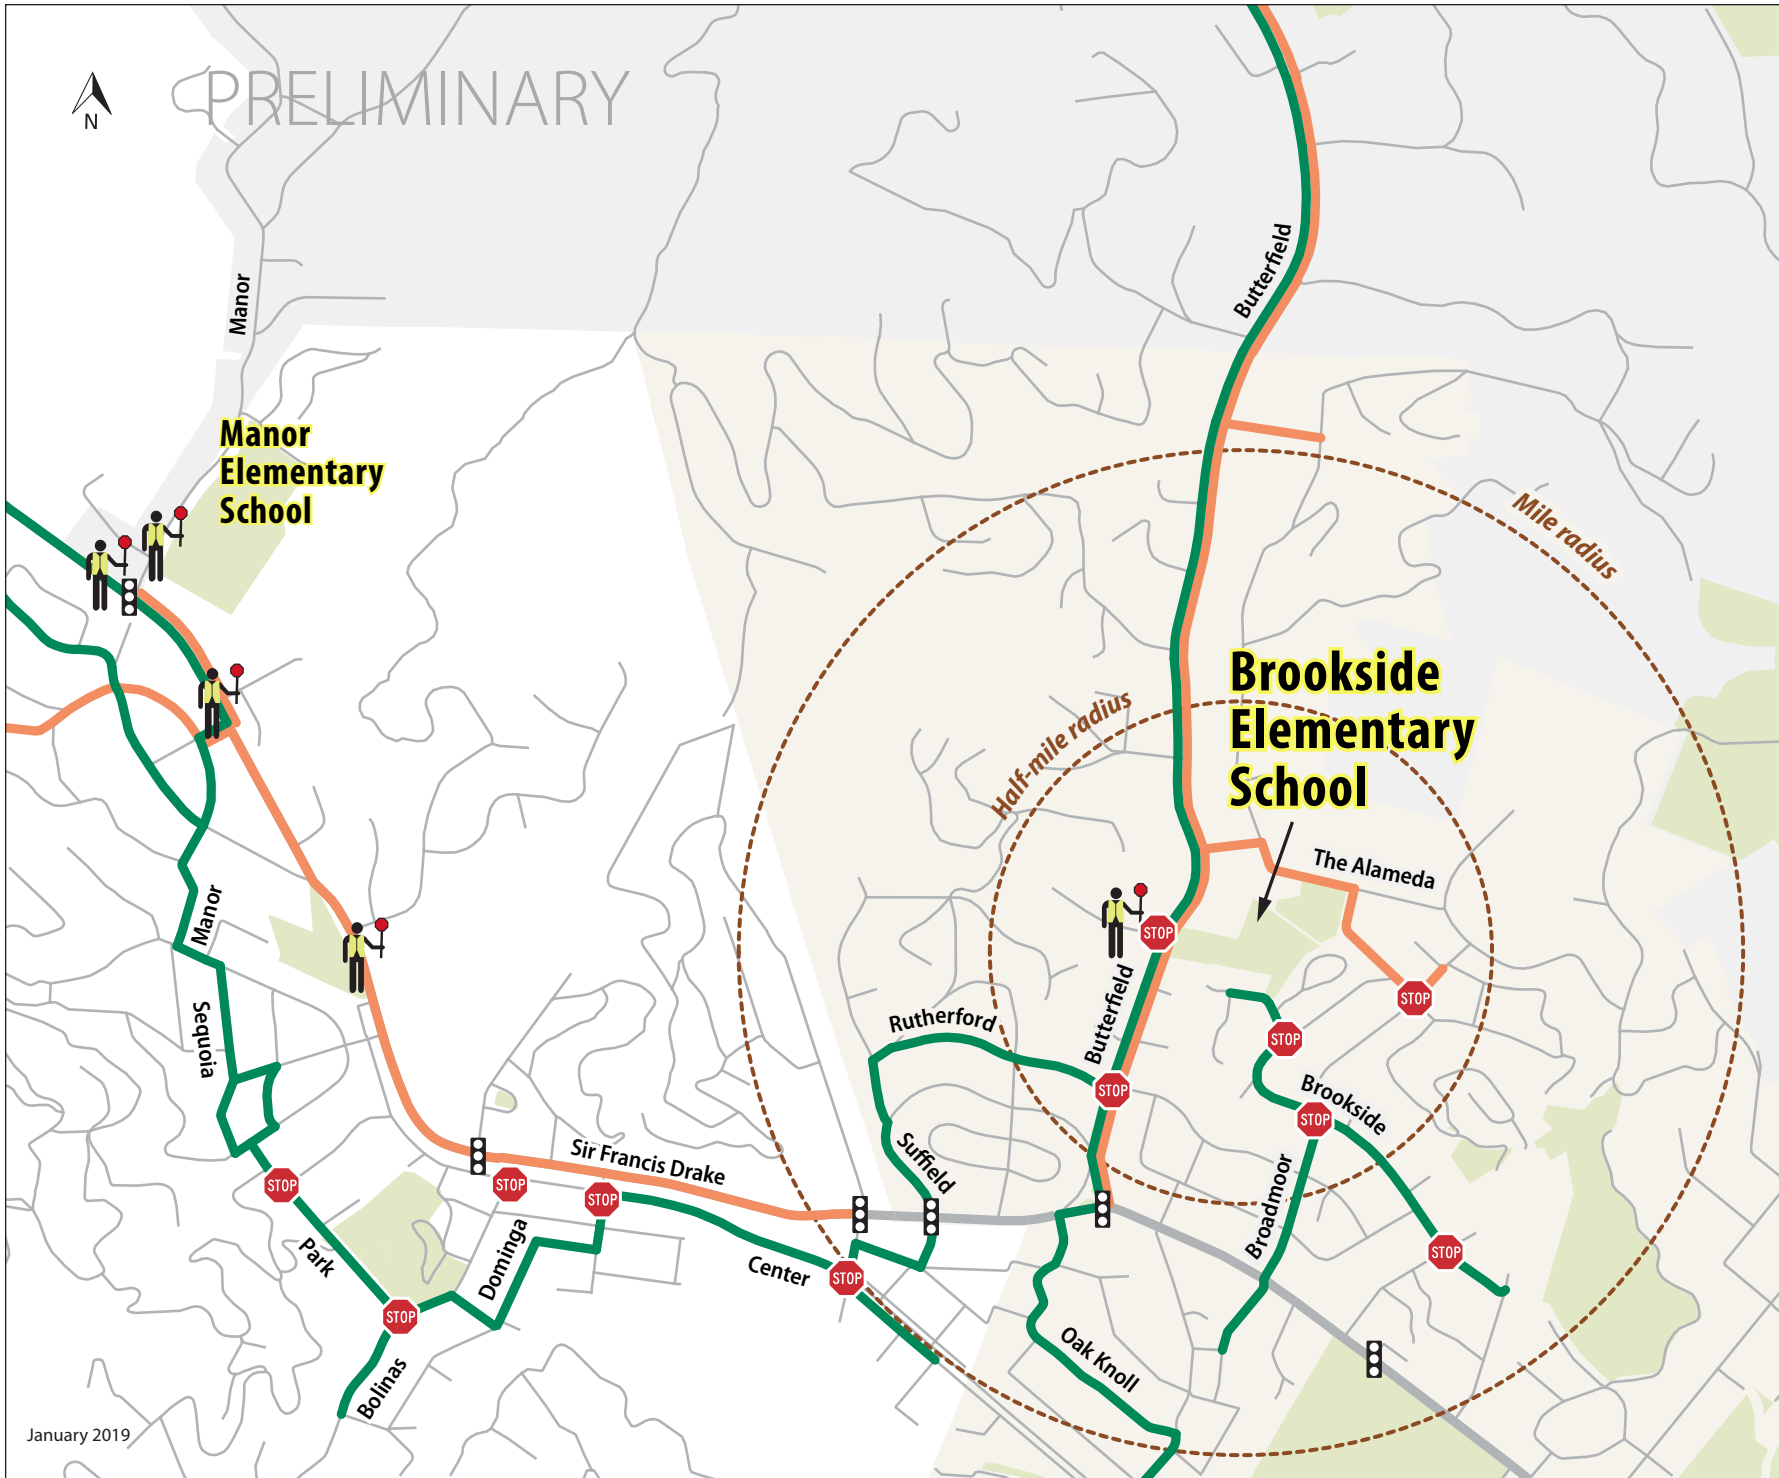 PRELIMINARY
N
Butterfield
Manor
Manor
Elementary
School
Mile radius
Brookside
Elementary
School
Half-mile radius
The Alameda
Manor
STOP
Butterfield
STOP
Sequoia
Rutherford
STOP
STOP
Brookside
STOP
Sir Francis Drake
Suffield
STOP
STOP
STOP
Broadmoor
Park
Dominga
Center
STOP
STOP
STOP
Oak Knoll
Bolinas
January 2019